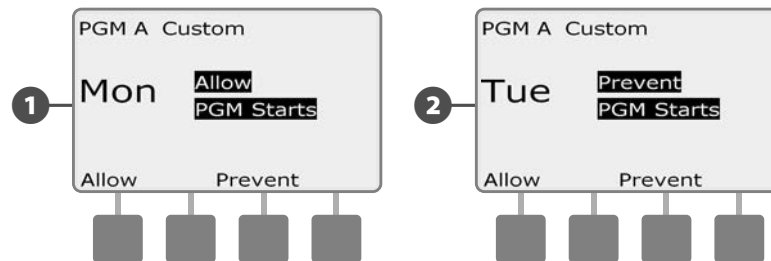 PGM A Custom
1
Mon
Allow
PGM Starts
Allow Prevent
PGM A Custom
2
Tue
Prevent
PGM Starts
Allow Prevent